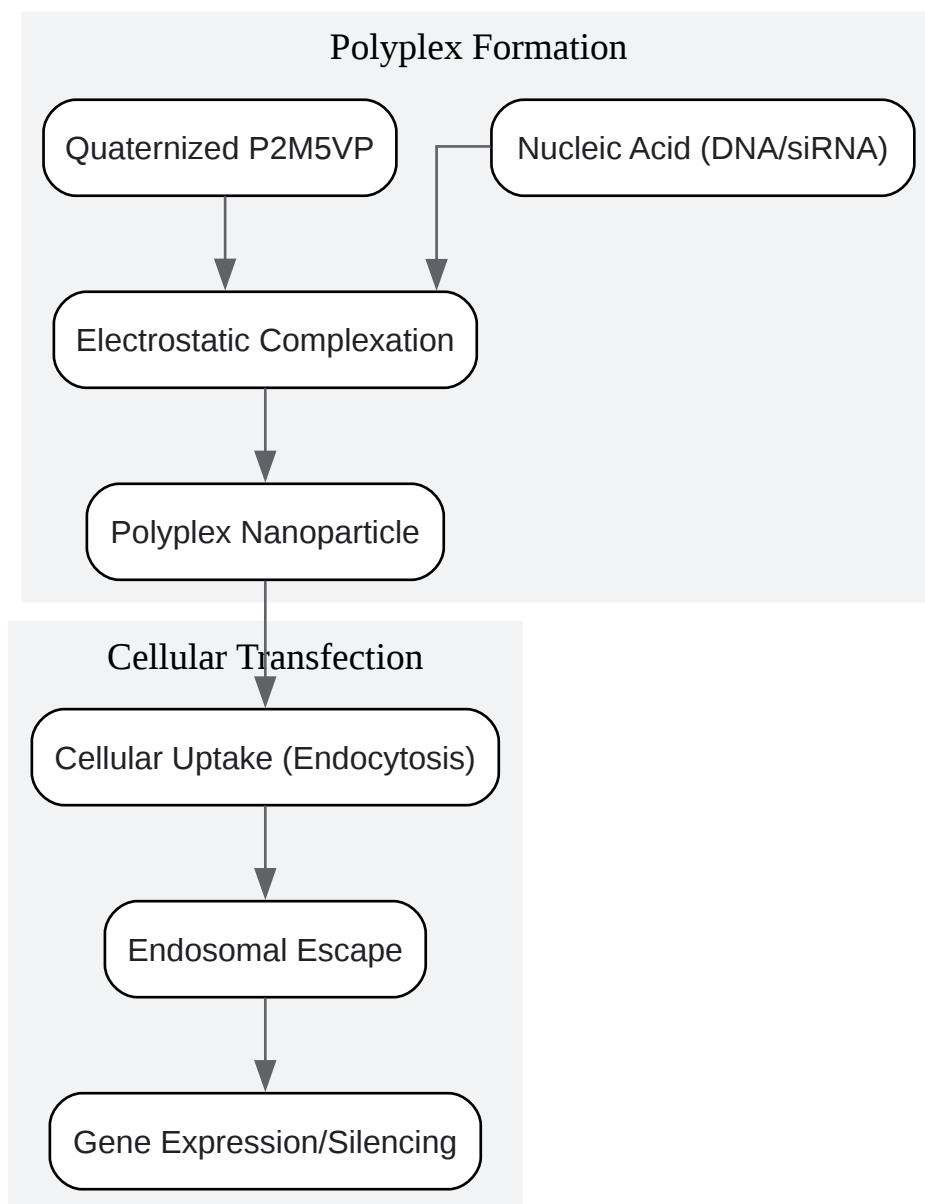 Polyplex Formation
Quaternized P2M5VP
Nucleic Acid (DNA/siRNA)
Electrostatic Complexation
Polyplex Nanoparticle
Cellular Transfection
Cellular Uptake (Endocytosis)
Endosomal Escape
Gene Expression/Silencing